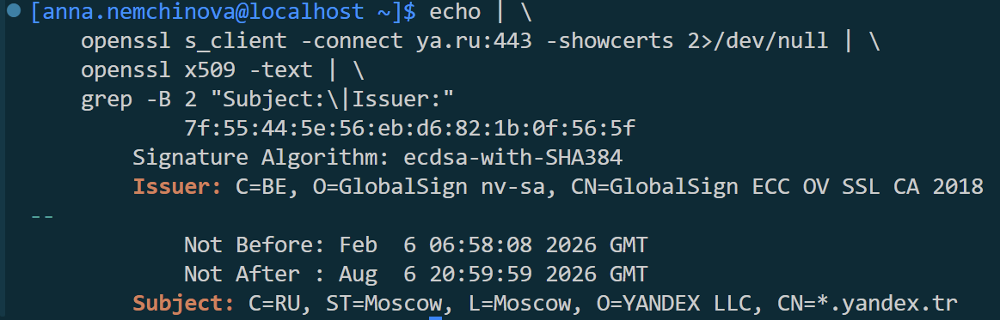 [anna.nemchinova@localhost ~]$ echo | \
    openssl s_client -connect ya.ru:443 -showcerts 2>/dev/null | \
    openssl x509 -text | \
    grep -B 2 "Subject:\|Issuer:"
            7f:55:44:5e:56:eb:d6:82:1b:0f:56:5f
        Signature Algorithm: ecdsa-with-SHA384
        Issuer: C=BE, O=GlobalSign nv-sa, CN=GlobalSign ECC OV SSL CA 2018
--
            Not Before: Feb  6 06:58:08 2026 GMT
            Not After : Aug  6 20:59:59 2026 GMT
        Subject: C=RU, ST=Moscow, L=Moscow, O=YANDEX LLC, CN=*.yandex.tr